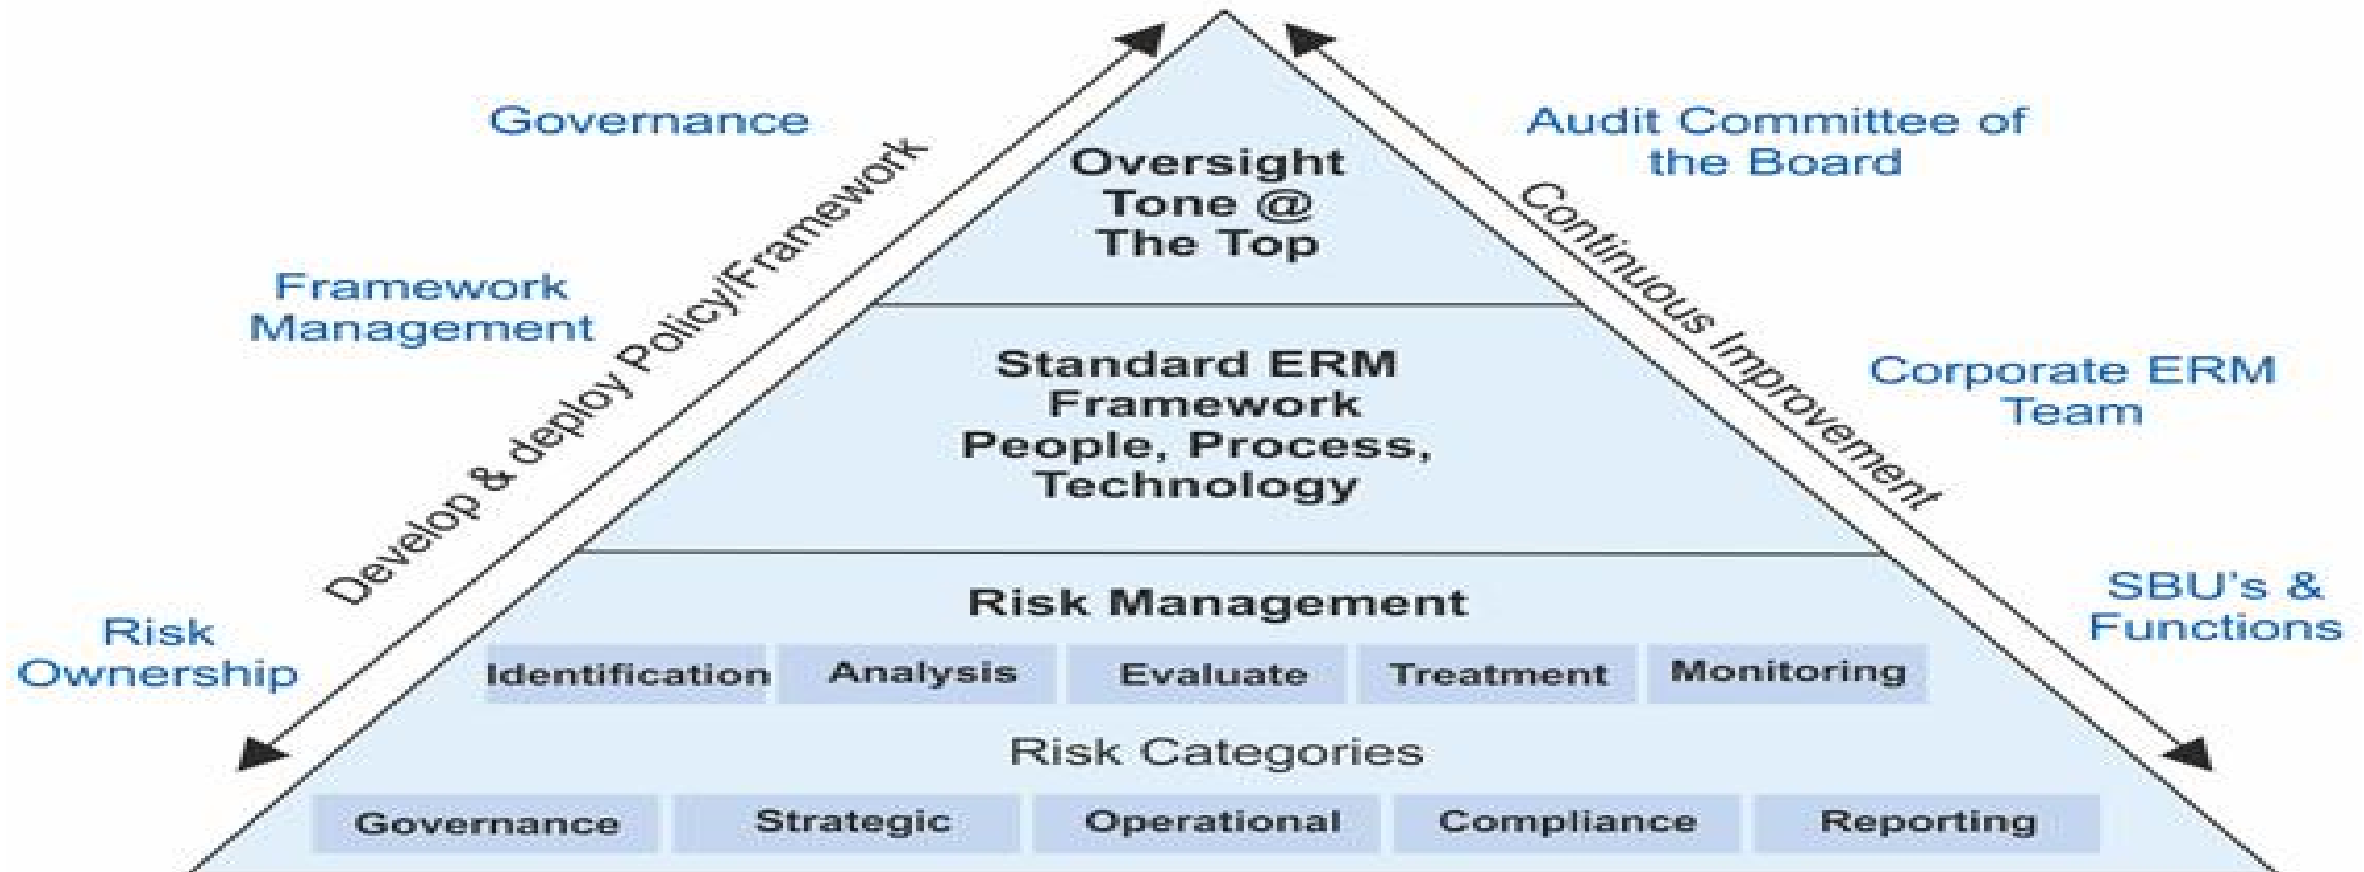 Governance
Audit Committee of
the Board
Oversight
Tone @
The Top
Develop & deploy Policy/Framework
Continuous Improvement
Framework
Management
Standard ERM
Framework
People, Process,
Technology
Corporate ERM
Team
Risk
Ownership
SBU's &
Functions
Risk Management
Identification Analysis Evaluate Treatment Monitoring
Risk Categories
Governance Strategic Operational Compliance Reporting